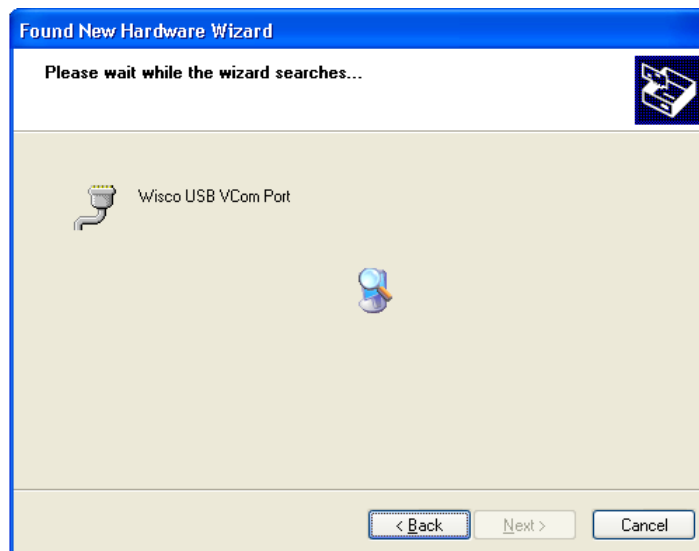 Found New Hardware Wizard
Please wait while the wizard searches...
Wisco USB VCom Port
< Back
Next >
Cancel